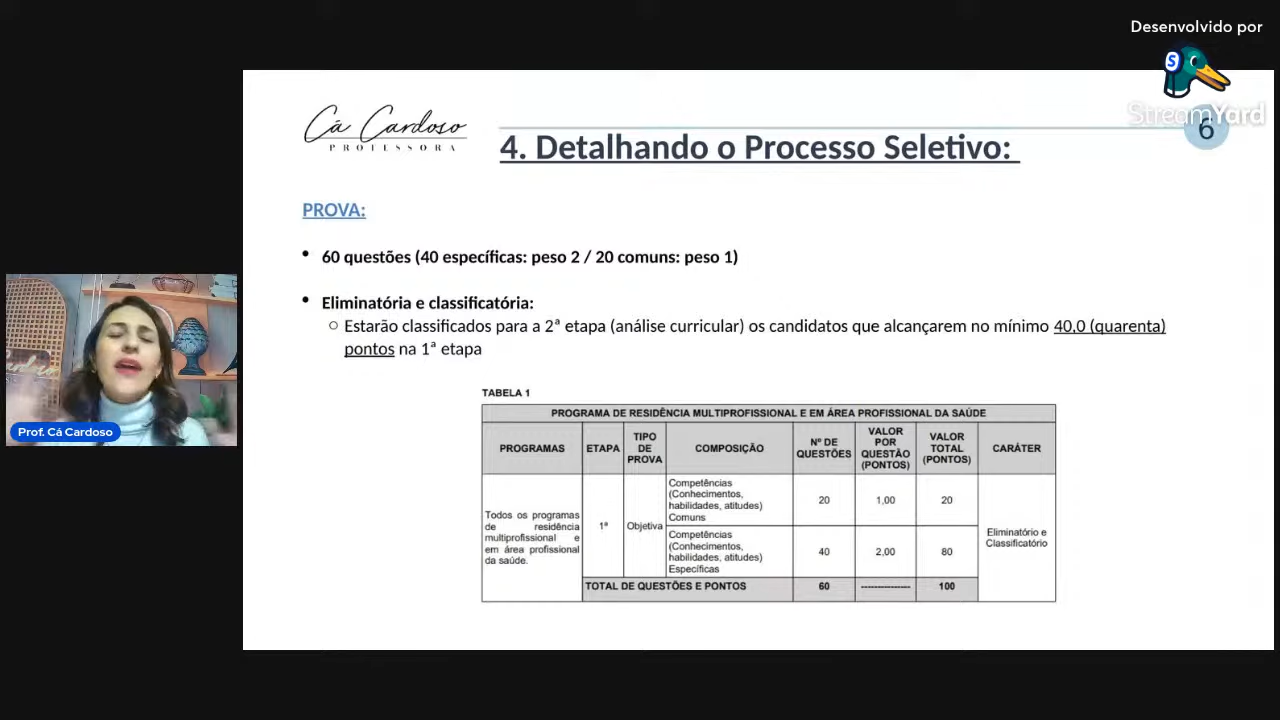 Desenvolvido por
StreamYard
Cá Cardoso
PROFESSORA
4. Detalhando o Processo Seletivo:
6
PROVA:
• 60 questões (40 específicas: peso 2 / 20 comuns: peso 1)
• Eliminatória e classificatória:
○ Estarão classificados para a 2ª etapa (análise curricular) os candidatos que alcançarem no mínimo 40,0 (quarenta)
pontos na 1ª etapa
Prof. Cá Cardoso
TABELA 1
PROGRAMA DE RESIDÊNCIA MULTIPROFISSIONAL E EM ÁREA PROFISSIONAL DA SAÚDE
PROGRAMAS
ETAPA
TIPO
DE
PROVA
COMPOSIÇÃO
Nº DE
QUESTÕES
VALOR
POR
QUESTÃO
(PONTOS)
VALOR
TOTAL
(PONTOS)
CARÁTER
Todos os programas
de residência
multiprofissional e
em área profissional
da saúde.
1ª
Objetiva
Competências
(Conhecimentos,
habilidades, atitudes)
Comuns
20
1,00
20
Competências
(Conhecimentos,
habilidades, atitudes)
Específicas
40
2,00
80
Eliminatório e
Classificatório
TOTAL DE QUESTÕES E PONTOS
60
---------------
100